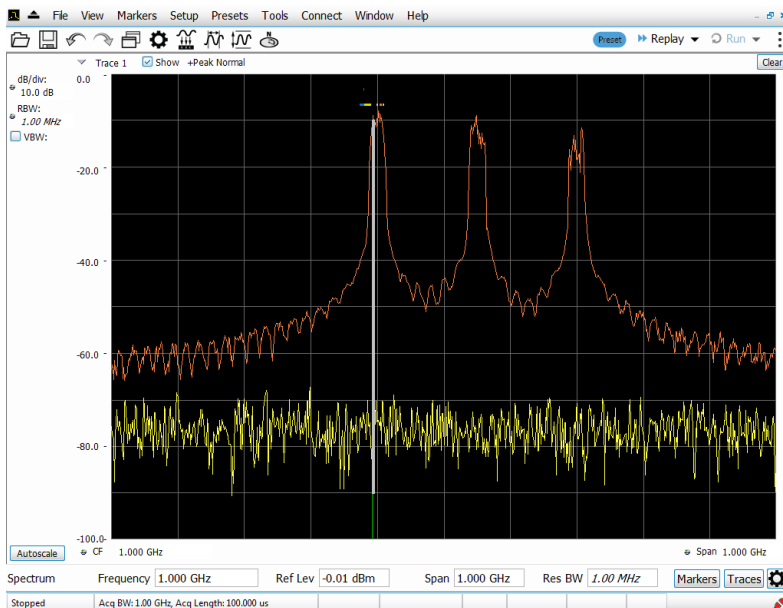 File View Markers Setup Presets Tools Connect Window Help
Preset Replay Run
Trace 1 Show +Peak Normal Clear
dB/div:
10.0 dB
RBW:
1.00 MHz
VBW:
0.0
-20.0
-40.0
-60.0
-80.0
-100.0
Autoscale CF 1.000 GHz Span 1.000 GHz
Spectrum Frequency 1.000 GHz Ref Lev -0.01 dBm Span 1.000 GHz Res BW 1.00 MHz Markers Traces
Stopped Acq BW: 1.00 GHz, Acq Length: 100.000 us